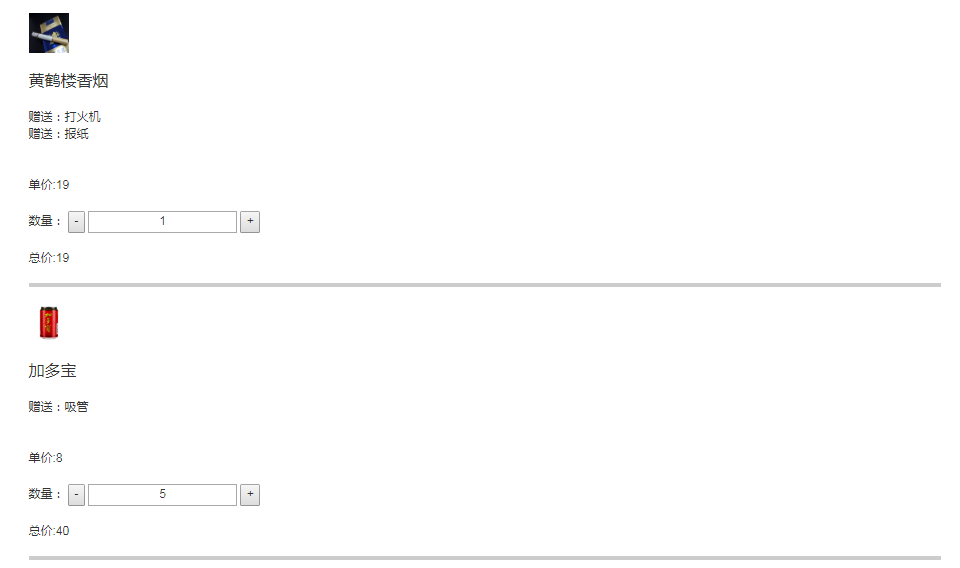 黄鹤楼香烟
赠送：打火机
赠送：报纸
单价:19
数量： - 1 +
总价:19
加多宝
赠送：吸管
单价:8
数量： - 5 +
总价:40